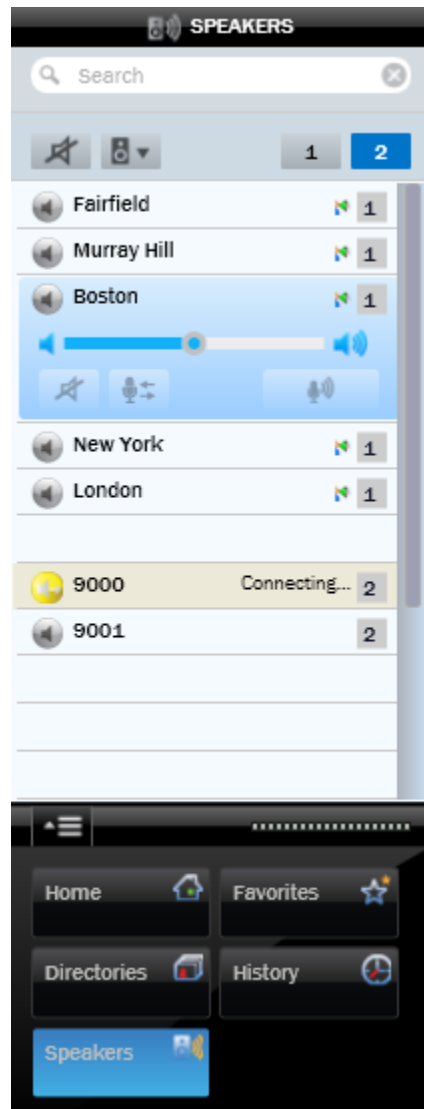 SPEAKERS
Search
1 2
Fairfield 1
Murray Hill 1
Boston 1
New York 1
London 1
9000 Connecting... 2
9001 2
Home Favorites
Directories History
Speakers